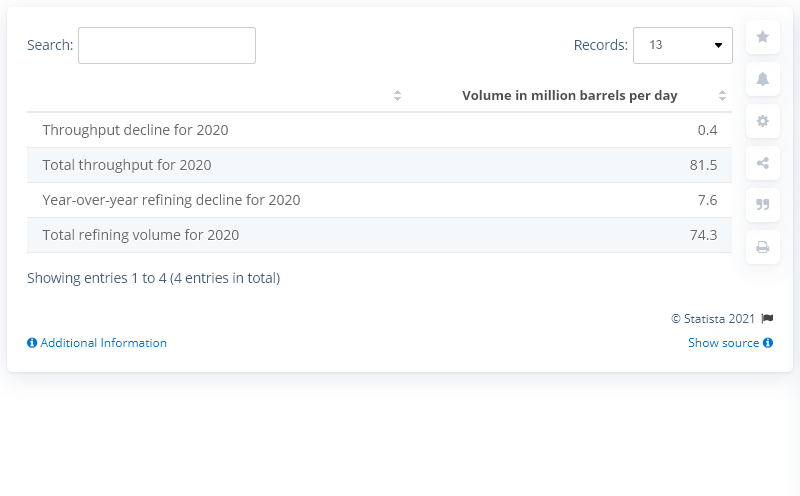 Search:
Records: 13
Volume in million barrels per day
Throughput decline for 2020 0.4
Total throughput for 2020 81.5
Year-over-year refining decline for 2020 7.6
Total refining volume for 2020 74.3
Showing entries 1 to 4 (4 entries in total)
© Statista 2021
Additional Information Show source